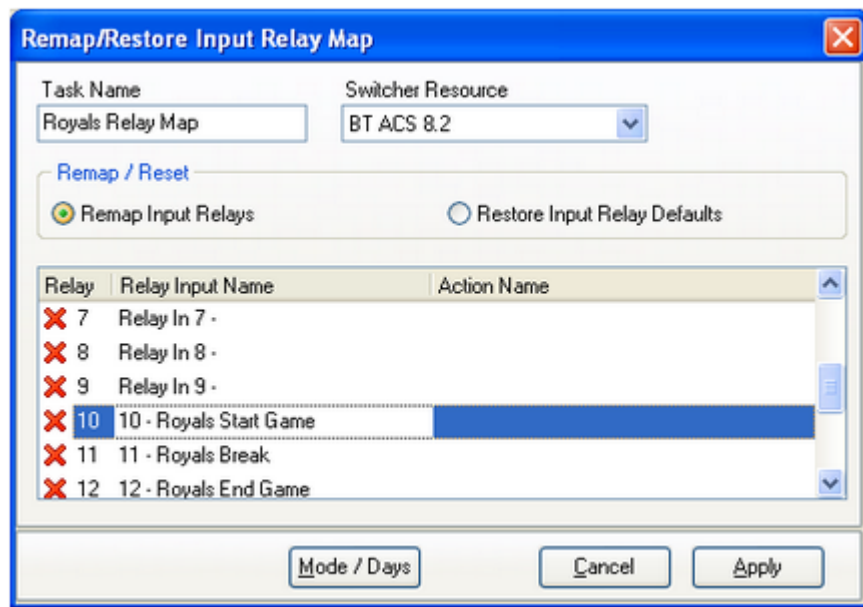 Remap/Restore Input Relay Map
Task Name Switcher Resource
Royals Relay Map BT ACS 8.2
Remap / Reset
Remap Input Relays Restore Input Relay Defaults
Relay Relay Input Name Action Name
7 Relay In 7 -
8 Relay In 8 -
9 Relay In 9 -
10 10 - Royals Start Game
11 11 - Royals Break
12 12 - Royals End Game
Mode / Days Cancel Apply